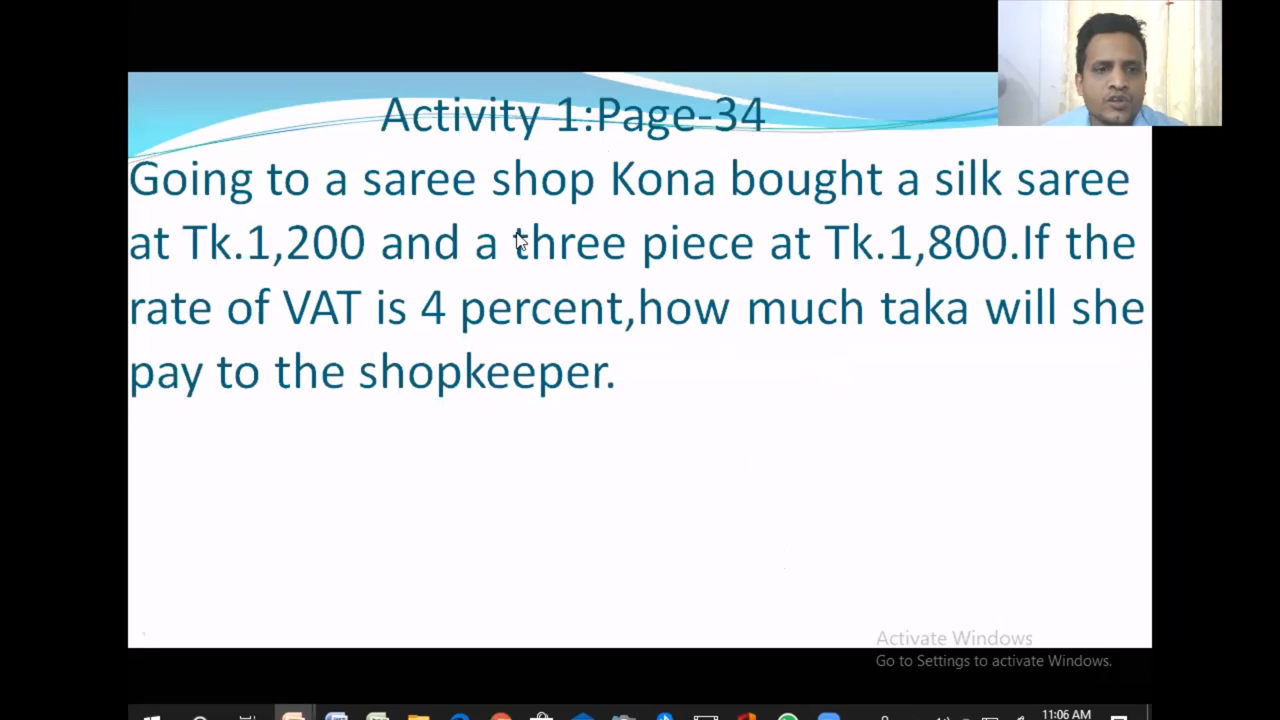 Activity 1:Page-34
Going to a saree shop Kona bought a silk saree
at Tk.1,200 and a three piece at Tk.1,800.If the
rate of VAT is 4 percent,how much taka will she
pay to the shopkeeper.
Activate Windows
Go to Settings to activate Windows.
11:06 AM